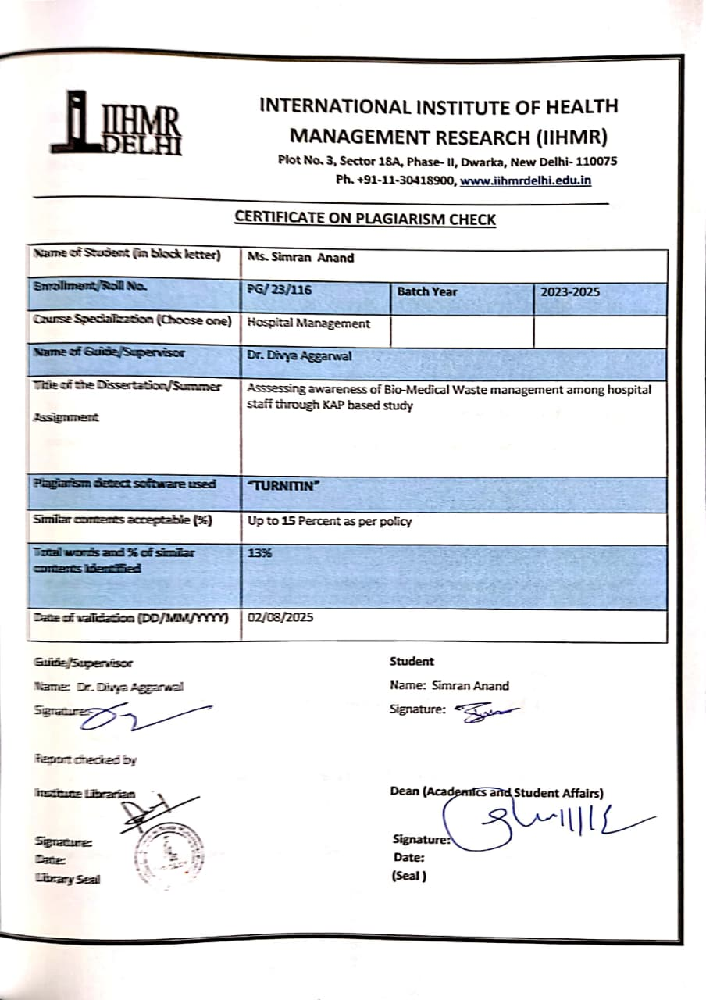 IIHMR
DELHI
INTERNATIONAL INSTITUTE OF HEALTH
MANAGEMENT RESEARCH (IIHMR)
Plot No. 3, Sector 18A, Phase- II, Dwarka, New Delhi- 110075
Ph. +91-11-30418900, www.iihmrdelhi.edu.in
CERTIFICATE ON PLAGIARISM CHECK
Name of Student (in block letter) Ms. Simran Anand
Enrollment/Roll No. PG/ 23/116 Batch Year 2023-2025
Course Specialization (Choose one) Hospital Management
Name of Guide/Supervisor Dr. Divya Aggarwal
Title of the Dissertation/Summer Asssessing awareness of Bio-Medical Waste management among hospital
staff through KAP based study
Assignment
Plagiarism detect software used "TURNITIN"
Similar contents acceptable (%) Up to 15 Percent as per policy
Total words and % of similar 13%
contents Identified
Date of validation (DD/MM/YYYY) 02/08/2025
Guide/Supervisor Student
Name: Dr. Divya Aggarwal Name: Simran Anand
Signature: Signature:
Report checked by
Institute Librarian Dean (Academics and Student Affairs)
Signature: Signature:
Date: Date:
Library Seal (Seal )